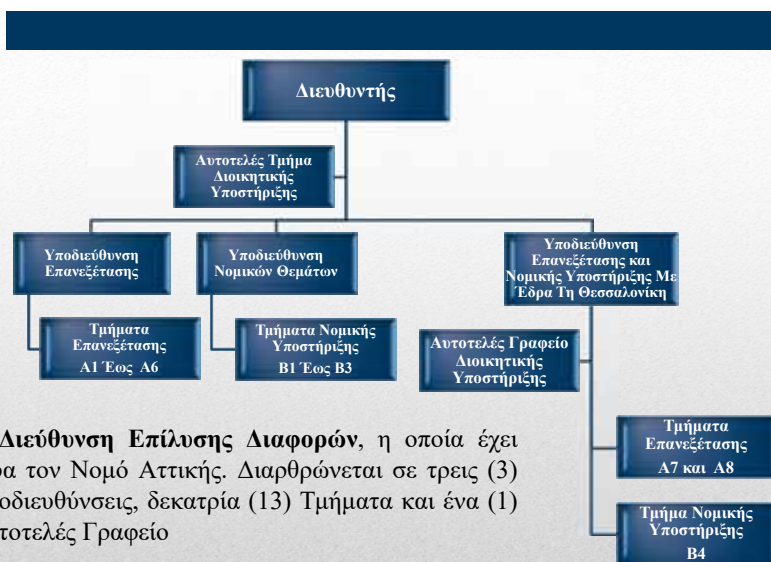 Διευθυντής
Αυτοτελές Τμήμα
Διοικητικής
Υποστήριξης
Υποδιεύθυνση
Επανεξέτασης
Υποδιεύθυνση
Νομικών Θεμάτων
Υποδιεύθυνση
Επανεξέτασης και
Νομικής Υποστήριξης Με
Έδρα Τη Θεσσαλονίκη
Τμήματα
Επανεξέτασης
Α1 Έως Α6
Τμήματα Νομικής
Υποστήριξης
Β1 Έως Β3
Αυτοτελές Γραφείο
Διοικητικής
Υποστήριξης
Τμήματα
Επανεξέτασης
Α7 και Α8
Τμήμα Νομικής
Υποστήριξης
Β4
Διεύθυνση Επίλυσης Διαφορών, η οποία έχει
τον Νομό Αττικής. Διαρθρώνεται σε τρεις (3)
δεκατρία (13) Τμήματα και ένα (1)
Γραφείο